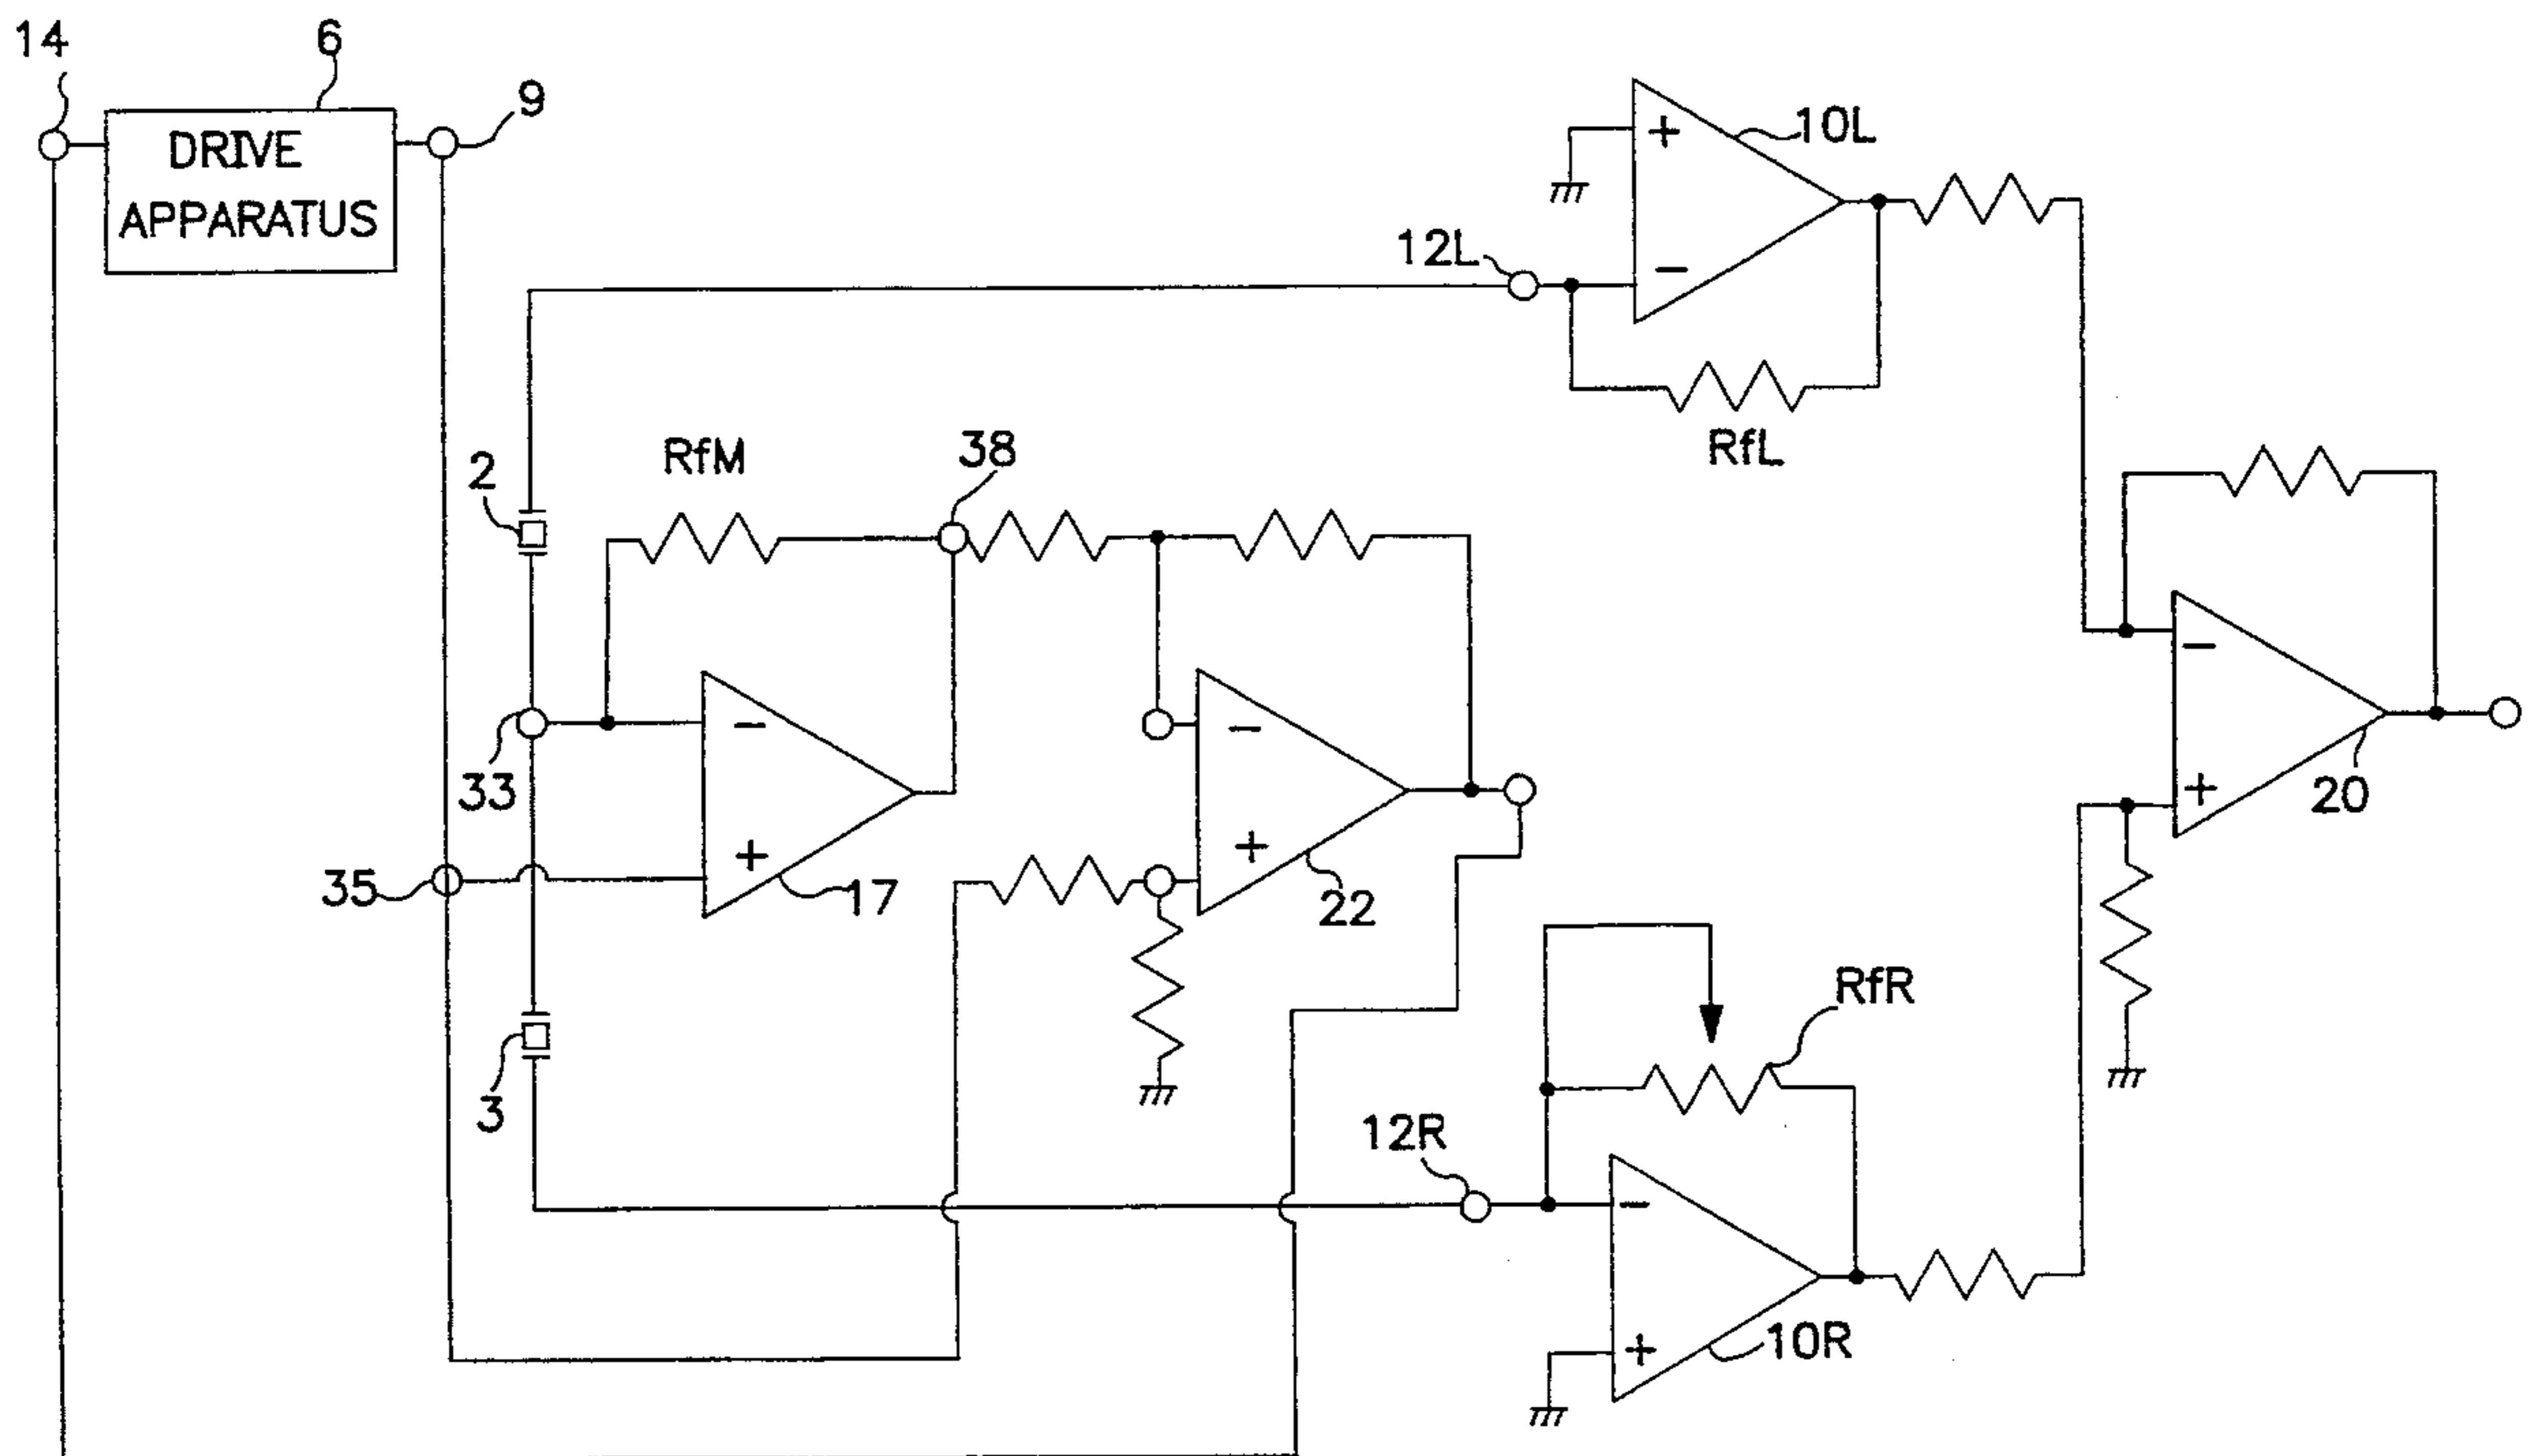 14
6
9
DRIVE
APPARATUS
+
10L
12L
−
RfL
RfM
38
2
33
−
+
17
35
−
+
22
−
+
20
RfR
3
12R
−
+
10R